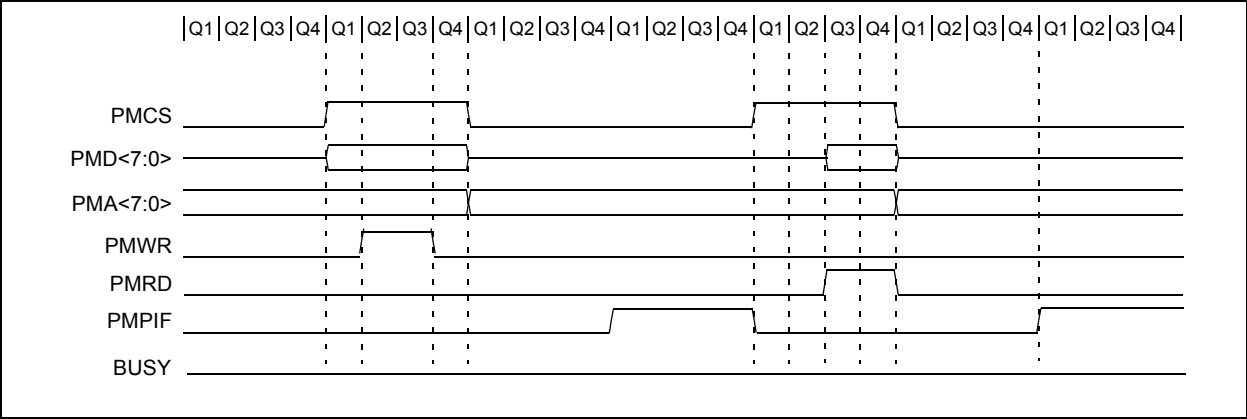 |Q1|Q2|Q3|Q4|Q1|Q2|Q3|Q4|Q1|Q2|Q3|Q4|Q1|Q2|Q3|Q4|Q1|Q2|Q3|Q4|Q1|Q2|Q3|Q4|Q1|Q2|Q3|Q4|
PMCS
PMD<7:0>
PMA<7:0>
PMWR
PMRD
PMPIF
BUSY